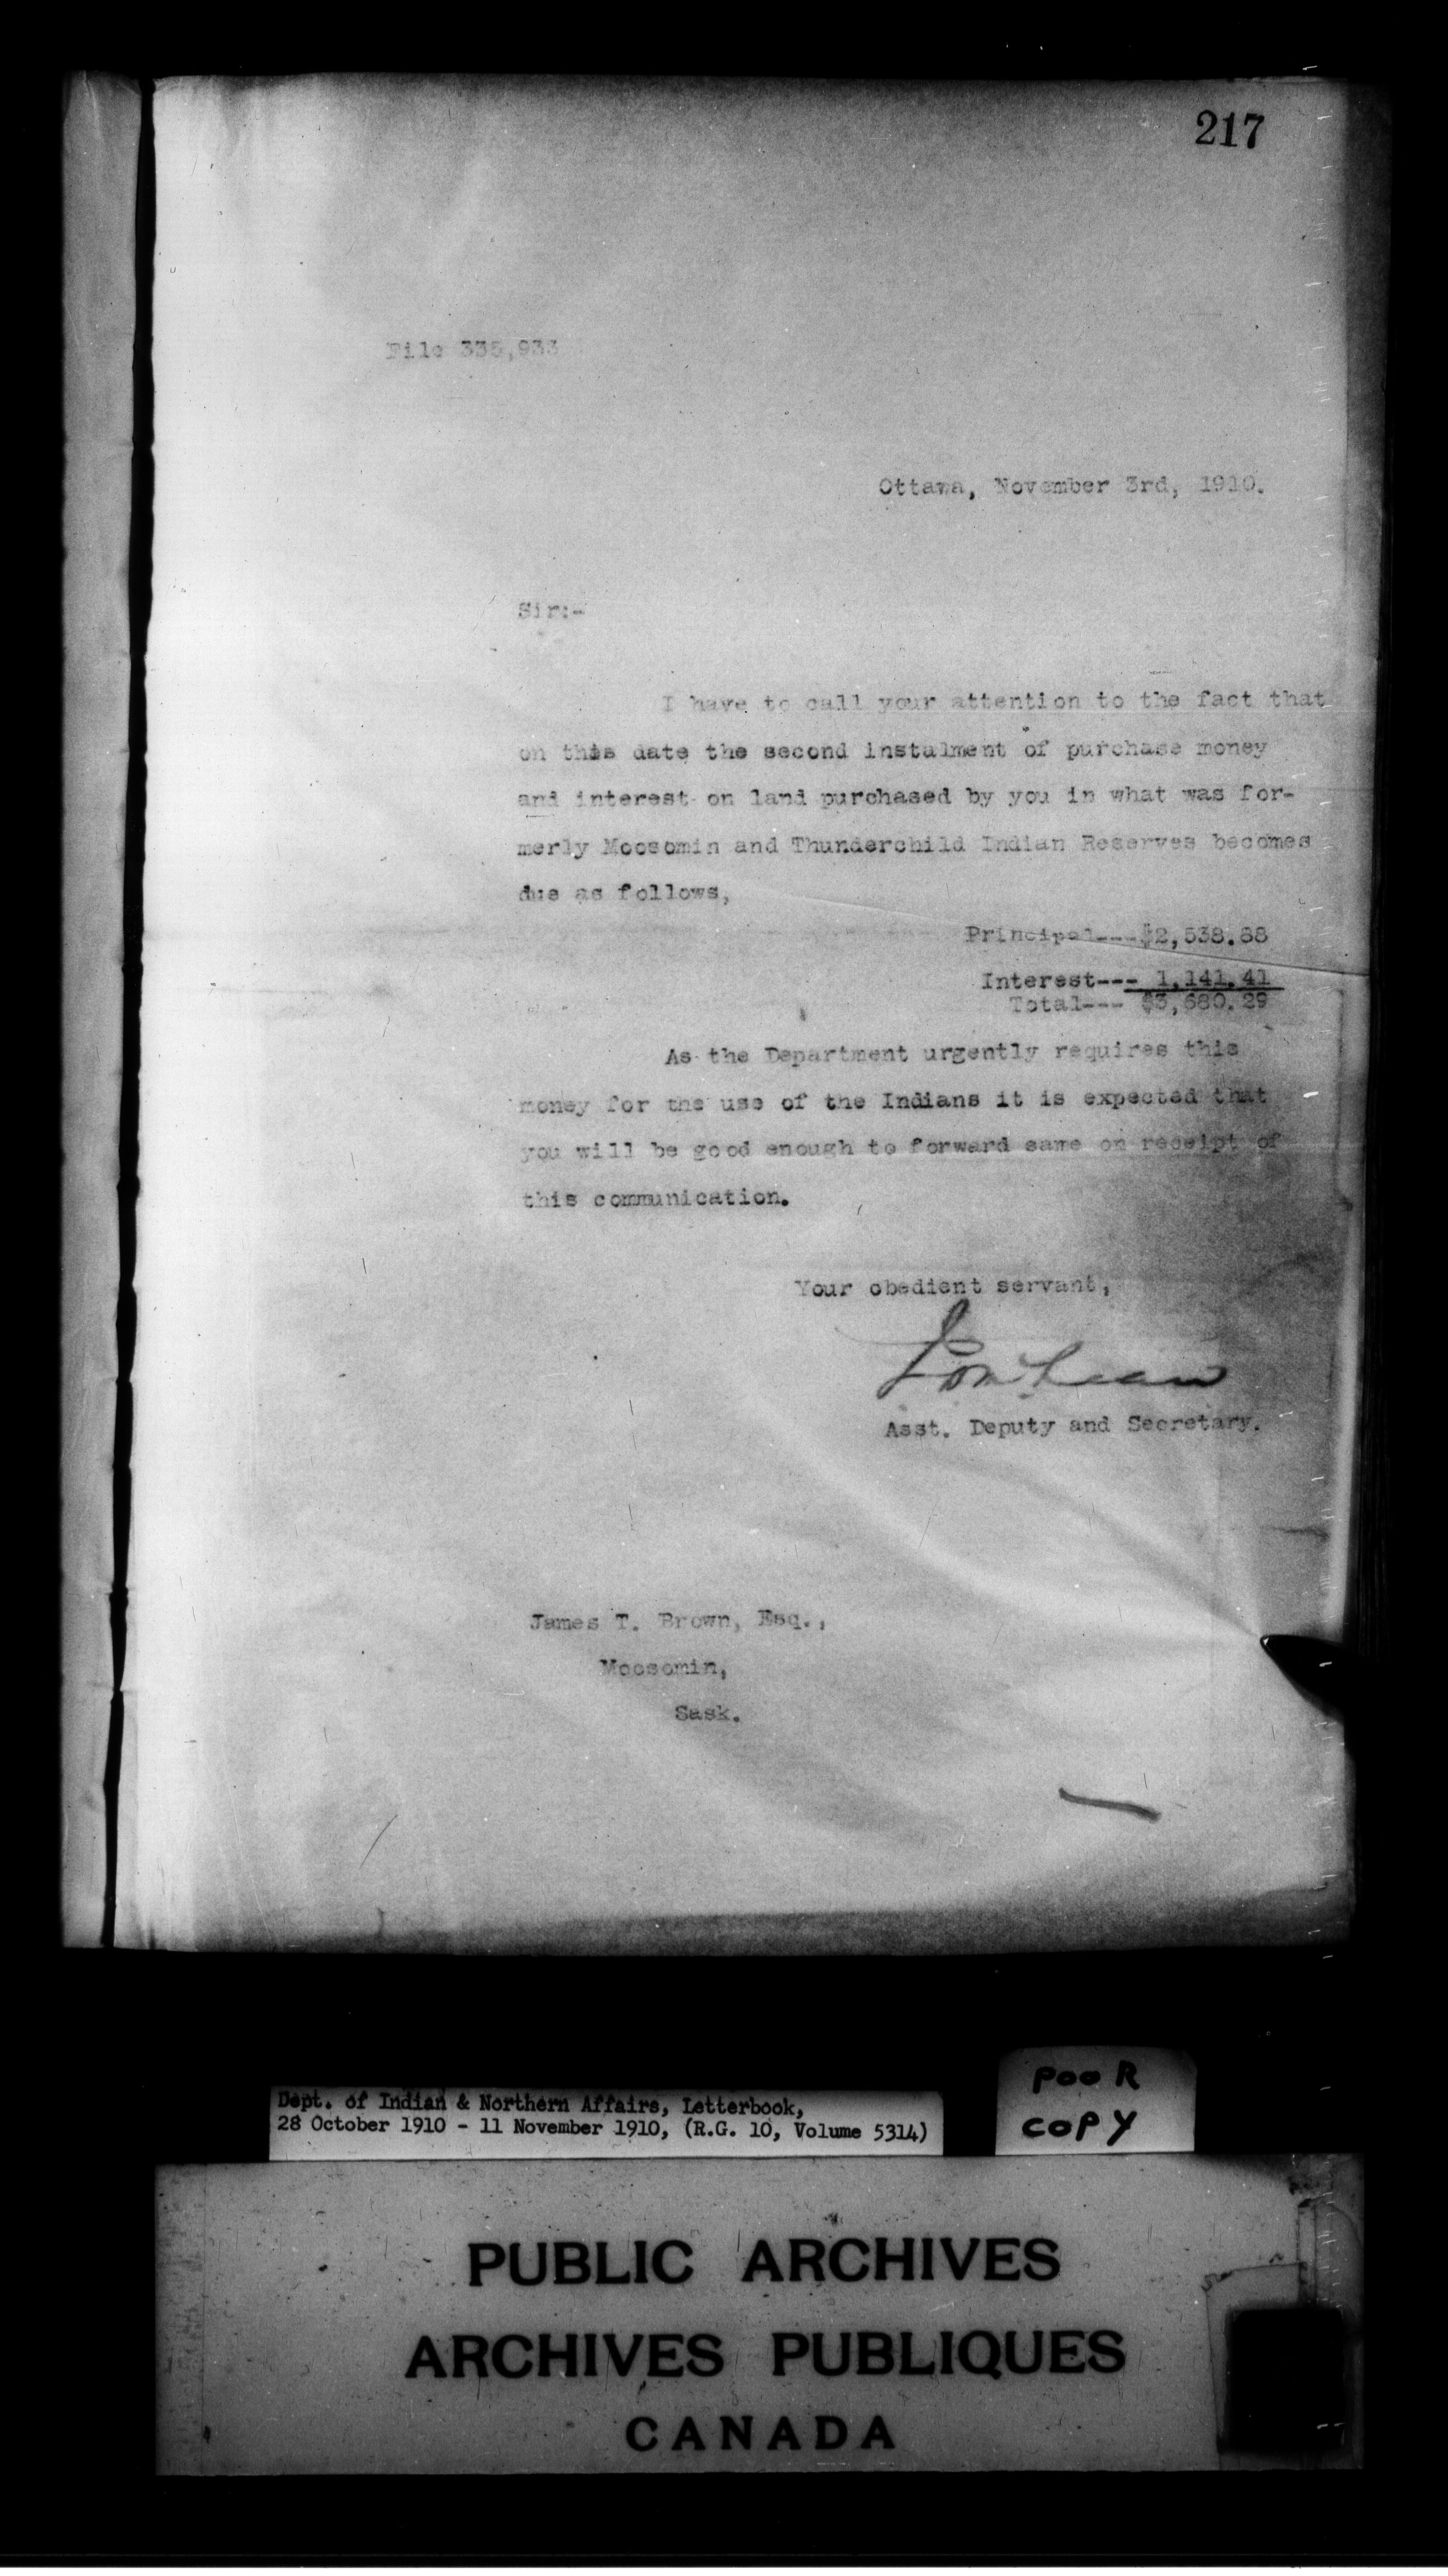 217
File 335,933
Ottawa, November 3rd, 1910.
Sir:-
I have to call your attention to the fact that
on this date the second instalment of purchase money
and interest on land purchased by you in what was for-
merly Moosomin and Thunderchild Indian Reserves becomes
due as follows,
Principal---$2,538.88
Interest--- 1,141.41
Total--- $3,680.29
As the Department urgently requires this
money for the use of the Indians it is expected that
you will be good enough to forward same on receipt of
this communication.
Your obedient servant,
Asst. Deputy and Secretary.
James T. Brown, Esq.,
Moosomin,
Sask.
Dept. of Indian & Northern Affairs, Letterbook,
28 October 1910 - 11 November 1910, (R.G. 10, Volume 5314)
POOR
COPY
PUBLIC ARCHIVES
ARCHIVES PUBLIQUES
CANADA